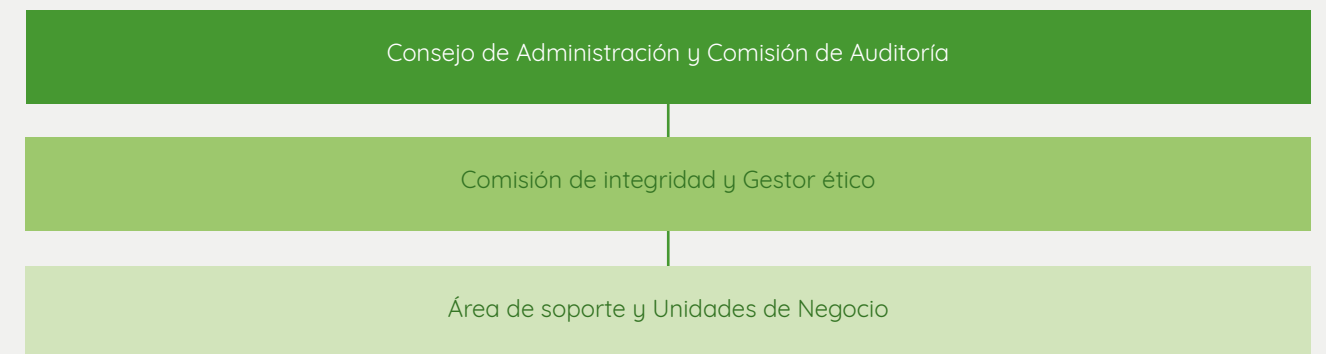 Consejo de Administración y Comisión de Auditoría
Comisión de integridad y Gestor ético
Área de soporte y Unidades de Negocio